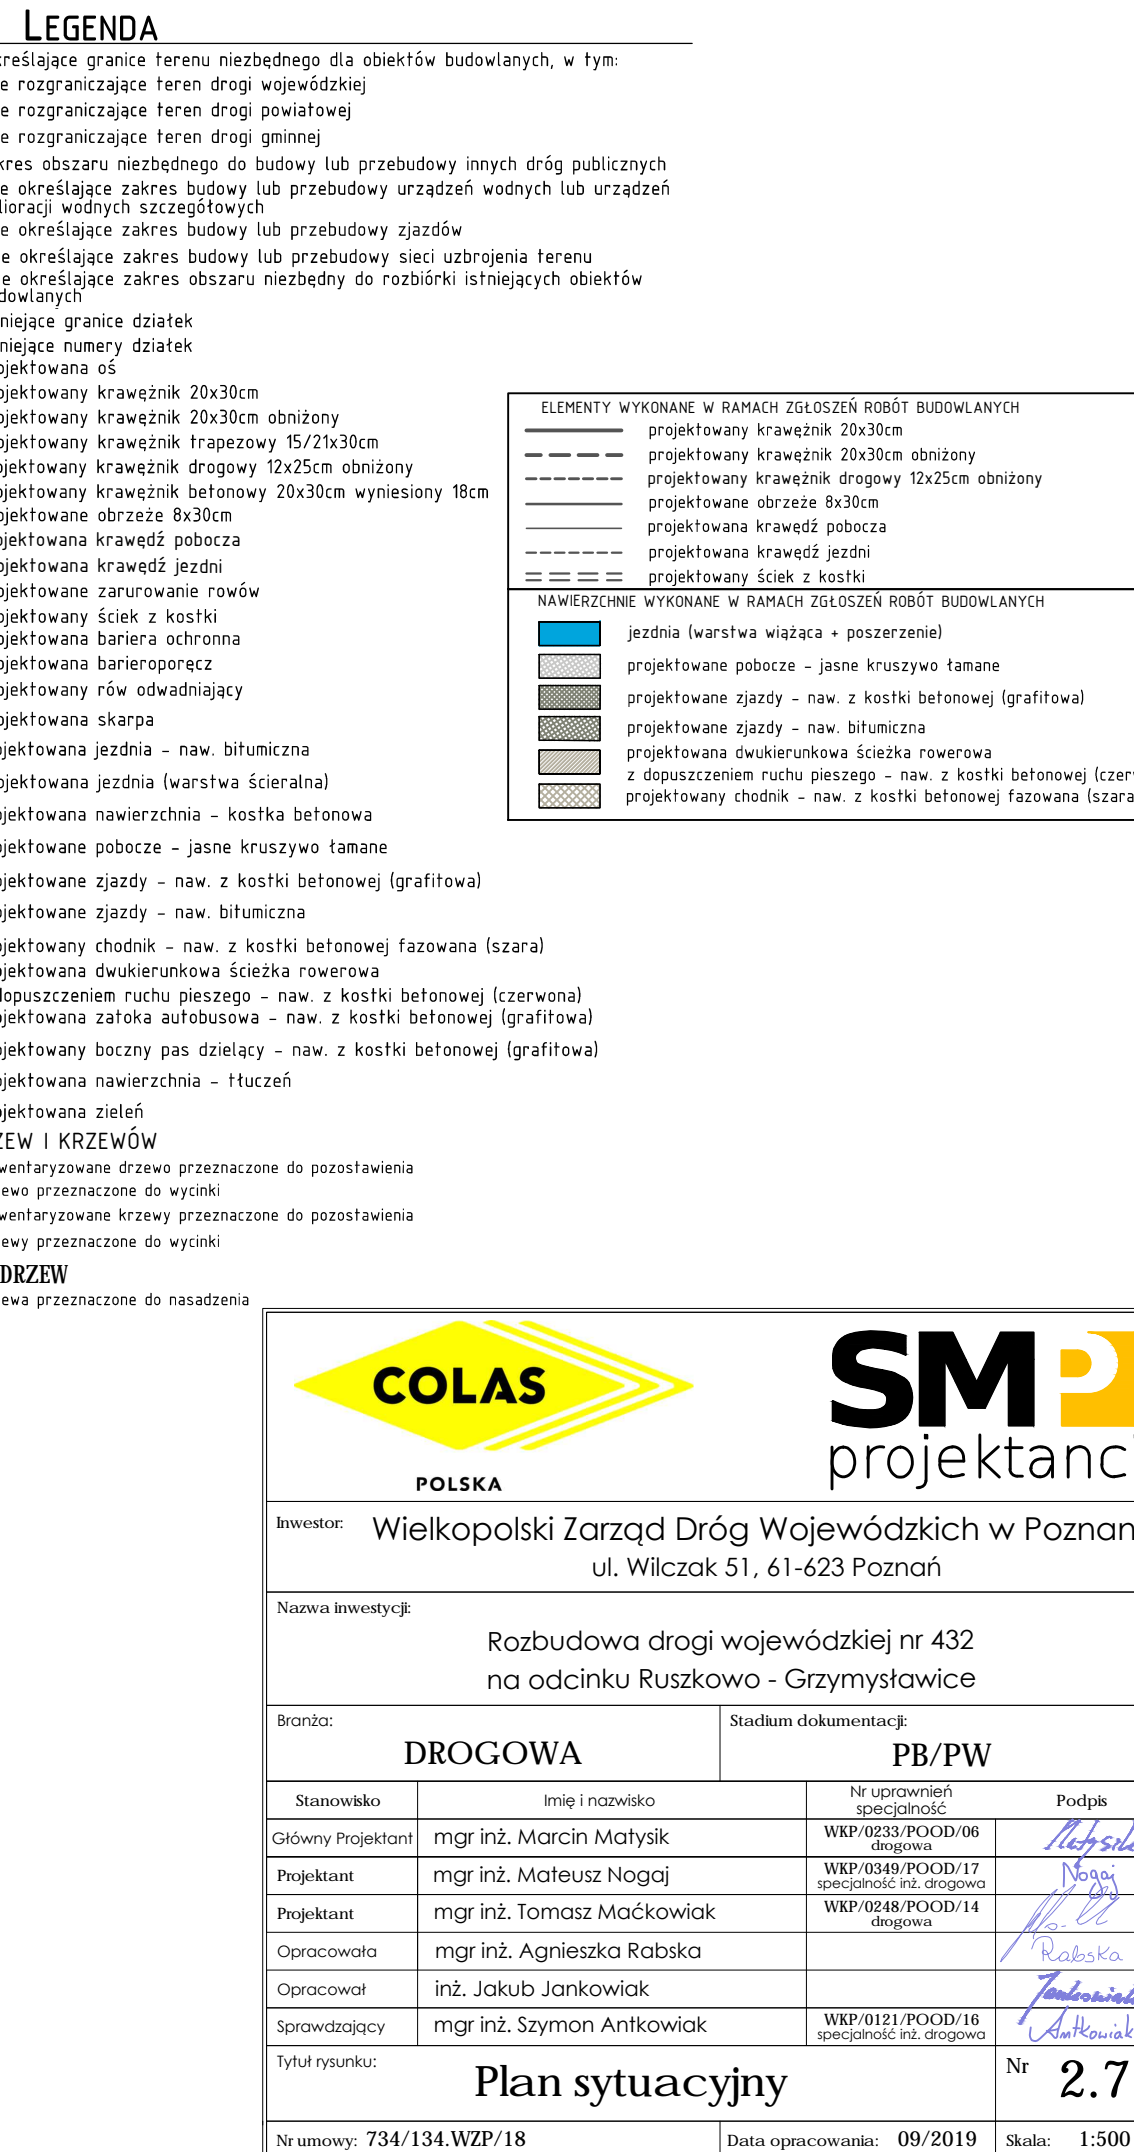 LEGENDA
kreślające granice terenu niezbędnego dla obiektów budowlanych, w tym:
e rozgraniczające teren drogi wojewódzkiej
e rozgraniczające teren drogi powiatowej
e rozgraniczające teren drogi gminnej
kres obszaru niezbędnego do budowy lub przebudowy innych dróg publicznych
e określające zakres budowy lub przebudowy urządzeń wodnych lub urządzeń
lioracji wodnych szczegółowych
e określające zakres budowy lub przebudowy zjazdów
e określające zakres budowy lub przebudowy sieci uzbrojenia terenu
e określające zakres obszaru niezbędny do rozbiórki istniejących obiektów
dowlanych
niejące granice działek
niejące numery działek
ojektowana oś
ojektowany krawężnik 20x30cm
ojektowany krawężnik 20x30cm obniżony
ojektowany krawężnik trapezowy 15/21x30cm
ojektowany krawężnik drogowy 12x25cm obniżony
ojektowany krawężnik betonowy 20x30cm wyniesiony 18cm
ojektowane obrzeże 8x30cm
ojektowana krawędź pobocza
ojektowana krawędź jezdni
ojektowane zarurowanie rowów
ojektowany ściek z kostki
ojektowana bariera ochronna
ojektowana barieroporęcz
ojektowany rów odwadniający
ojektowana skarpa
ojektowana jezdnia - naw. bitumiczna
ojektowana jezdnia (warstwa ścieralna)
ojektowana nawierzchnia - kostka betonowa
ojektowane pobocze - jasne kruszywo łamane
ojektowane zjazdy - naw. z kostki betonowej (grafitowa)
ojektowane zjazdy - naw. bitumiczna
ojektowany chodnik - naw. z kostki betonowej fazowana (szara)
ojektowana dwukierunkowa ścieżka rowerowa
dopuszczeniem ruchu pieszego - naw. z kostki betonowej (czerwona)
ojektowana zatoka autobusowa - naw. z kostki betonowej (grafitowa)
ojektowany boczny pas dzielący - naw. z kostki betonowej (grafitowa)
ojektowana nawierzchnia - tłuczeń
ojektowana zieleń
ZEW I KRZEWÓW
wentaryzowane drzewo przeznaczone do pozostawienia
ewo przeznaczone do wycinki
wentaryzowane krzewy przeznaczone do pozostawienia
ewy przeznaczone do wycinki
DRZEW
ewa przeznaczone do nasadzenia
ELEMENTY WYKONANE W RAMACH ZGŁOSZEŃ ROBÓT BUDOWLANYCH
projektowany krawężnik 20x30cm
projektowany krawężnik 20x30cm obniżony
projektowany krawężnik drogowy 12x25cm obniżony
projektowane obrzeże 8x30cm
projektowana krawędź pobocza
projektowana krawędź jezdni
projektowany ściek z kostki
NAWIERZCHNIE WYKONANE W RAMACH ZGŁOSZEŃ ROBÓT BUDOWLANYCH
jezdnia (warstwa wiążąca + poszerzenie)
projektowane pobocze - jasne kruszywo łamane
projektowane zjazdy - naw. z kostki betonowej (grafitowa)
projektowane zjazdy - naw. bitumiczna
projektowana dwukierunkowa ścieżka rowerowa
z dopuszczeniem ruchu pieszego - naw. z kostki betonowej (czer
projektowany chodnik - naw. z kostki betonowej fazowana (szara
COLAS
POLSKA
SMP
projektanc
Inwestor: Wielkopolski Zarząd Dróg Wojewódzkich w Poznan
ul. Wilczak 51, 61-623 Poznań
Nazwa inwestycji:
Rozbudowa drogi wojewódzkiej nr 432
na odcinku Ruszkowo - Grzymysławice
Branża: Stadium dokumentacji:
DROGOWA PB/PW
Stanowisko Imię i nazwisko Nr uprawnień specjalność Podpis
Główny Projektant mgr inż. Marcin Matysik WKP/0233/POOD/06 drogowa Matysik
Projektant mgr inż. Mateusz Nogaj WKP/0349/POOD/17 specjalność inż. drogowa Nogaj
Projektant mgr inż. Tomasz Maćkowiak WKP/0248/POOD/14 drogowa
Opracowała mgr inż. Agnieszka Rabska Rabska
Opracował inż. Jakub Jankowiak Jankowiak
Sprawdzający mgr inż. Szymon Antkowiak WKP/0121/POOD/16 specjalność inż. drogowa Antkowiak
Tytuł rysunku: Plan sytuacyjny Nr 2.7
Nr umowy: 734/134.WZP/18 Data opracowania: 09/2019 Skala: 1:500